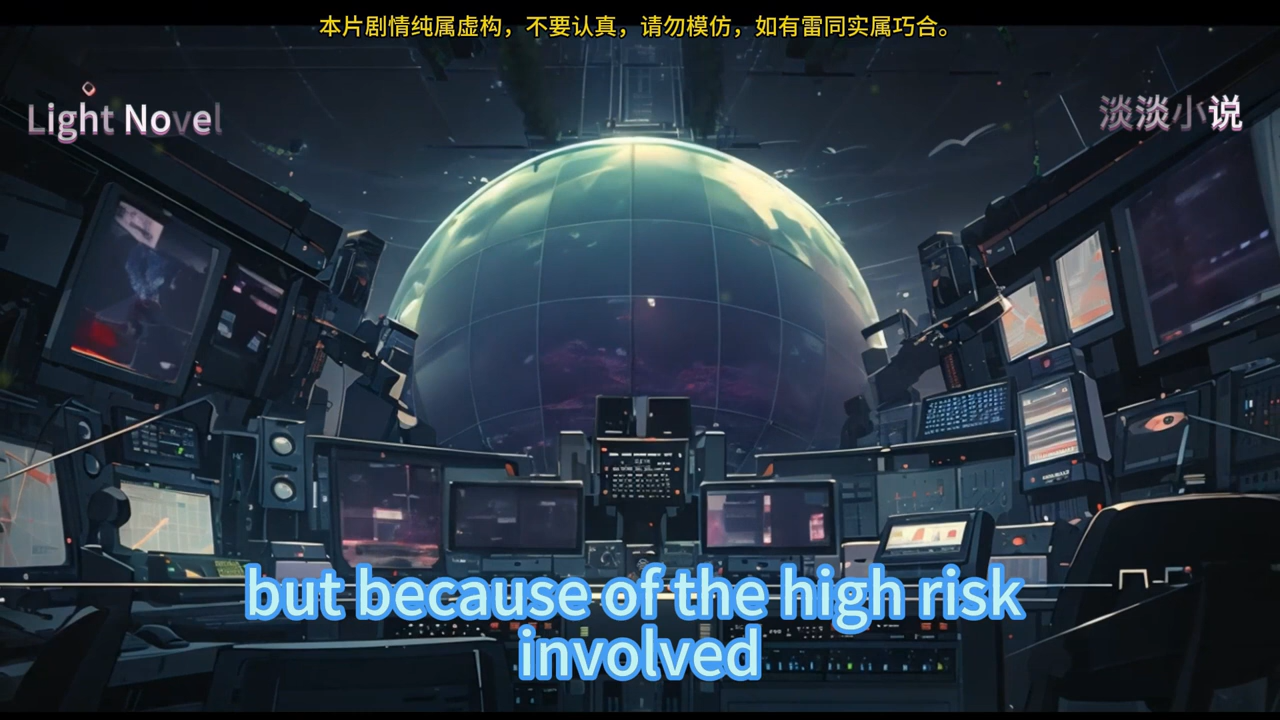 本片剧情纯属虚构，不要认真，请勿模仿，如有雷同实属巧合。
Light Novel
淡淡小说
but because of the high risk
involved